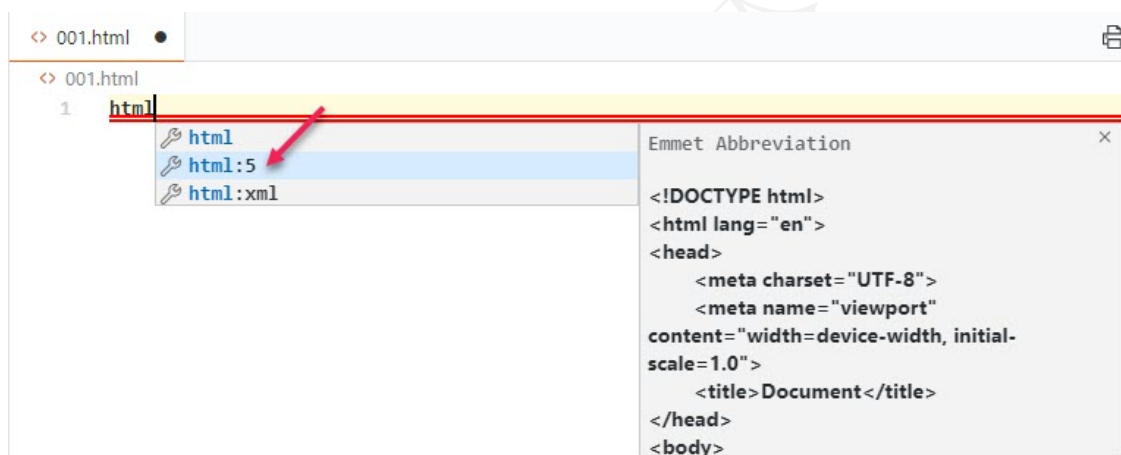 001.html
001.html
1 html
html
html:5
html:xml
Emmet Abbreviation
<!DOCTYPE html>
<html lang="en">
<head>
    <meta charset="UTF-8">
    <meta name="viewport"
content="width=device-width, initial-
scale=1.0">
    <title>Document</title>
</head>
<body>